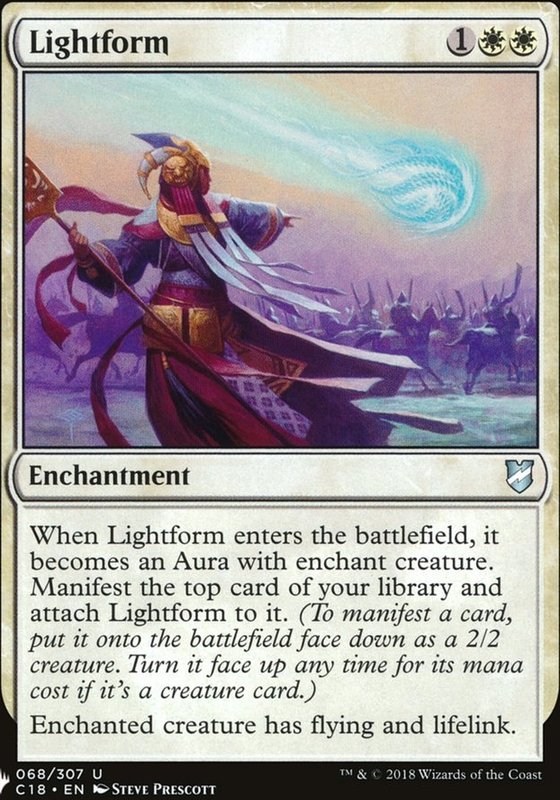 Lightform 1
Enchantment
When Lightform enters the battlefield, it
becomes an Aura with enchant creature.
Manifest the top card of your library and
attach Lightform to it. (To manifest a card,
put it onto the battlefield face down as a 2/2
creature. Turn it face up any time for its mana
cost if it's a creature card.)
Enchanted creature has flying and lifelink.
068/307 U
C18 • EN STEVE PRESCOTT
™ & © 2018 Wizards of the Coast